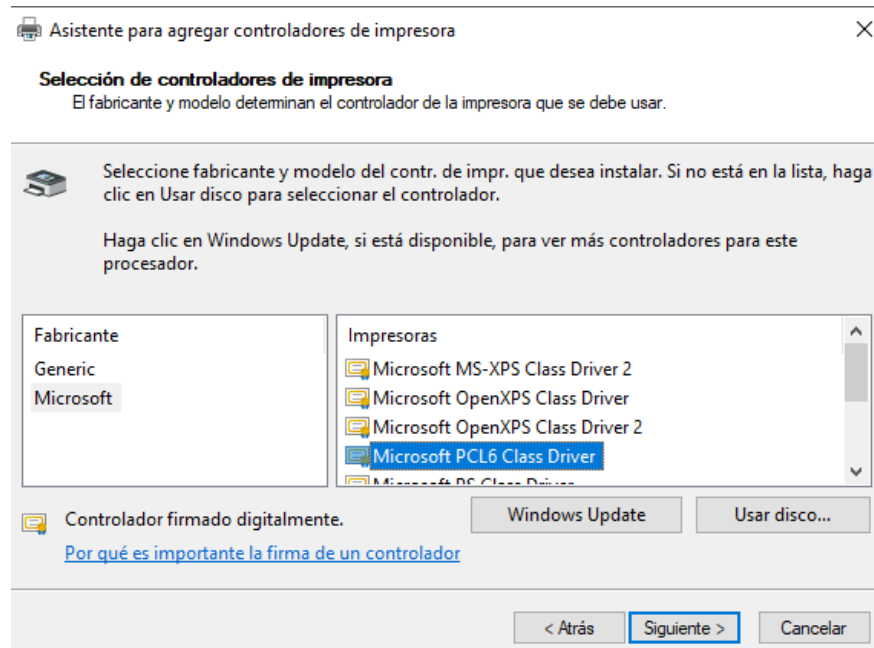 Asistente para agregar controladores de impresora
Selección de controladores de impresora
El fabricante y modelo determinan el controlador de la impresora que se debe usar.
Seleccione fabricante y modelo del contr. de impr. que desea instalar. Si no está en la lista, haga
clic en Usar disco para seleccionar el controlador.
Haga clic en Windows Update, si está disponible, para ver más controladores para este
procesador.
Fabricante
Generic
Microsoft
Impresoras
Microsoft MS-XPS Class Driver 2
Microsoft OpenXPS Class Driver
Microsoft OpenXPS Class Driver 2
Microsoft PCL6 Class Driver
Microsoft PS Class Driver
Controlador firmado digitalmente.
Por qué es importante la firma de un controlador
Windows Update
Usar disco...
< Atrás
Siguiente >
Cancelar